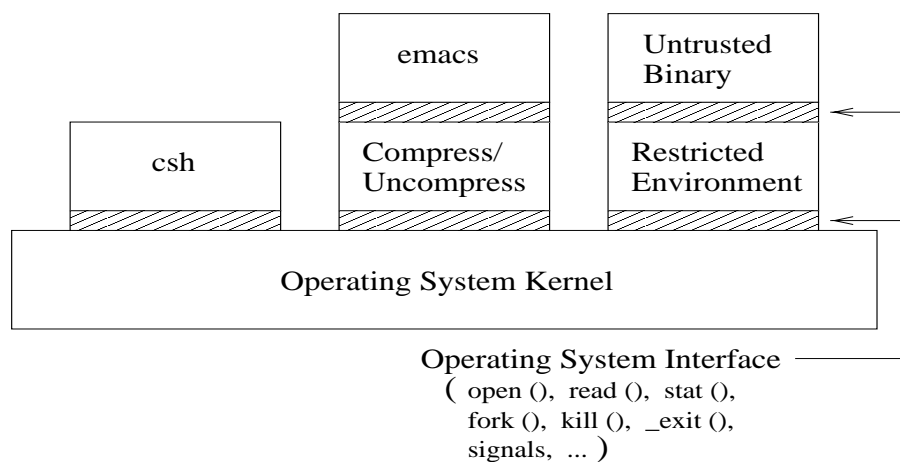 emacs
Untrusted
Binary
csh
Compress/
Uncompress
Restricted
Environment
Operating System Kernel
Operating System Interface
( open (), read (), stat (),
fork (), kill (), _exit (),
signals, ... )